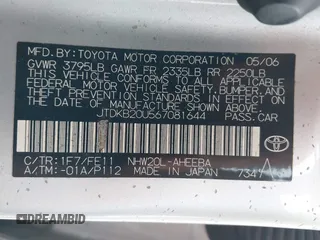 MFD. BY:TOYOTA MOTOR CORPORATION 05/06
GVWR 3795LB GAWR FR 2335LB RR 2250LB
THIS VEHICLE CONFORMS TO ALL APPLICABLE
FEDERAL MOTOR VEHICLE SAFETY, BUMPER, AND
THEFT PREVENTION STANDARDS IN EFFECT ON
THE DATE OF MANUFACTURE SHOWN ABOVE.
JTDKB20U567081644 PASS.CAR
C/TR:1F7/FE11 NHW20L-AHEEBA
A/TM:-01A/P112 MADE IN JAPAN 7341
DIRTYBIDDING